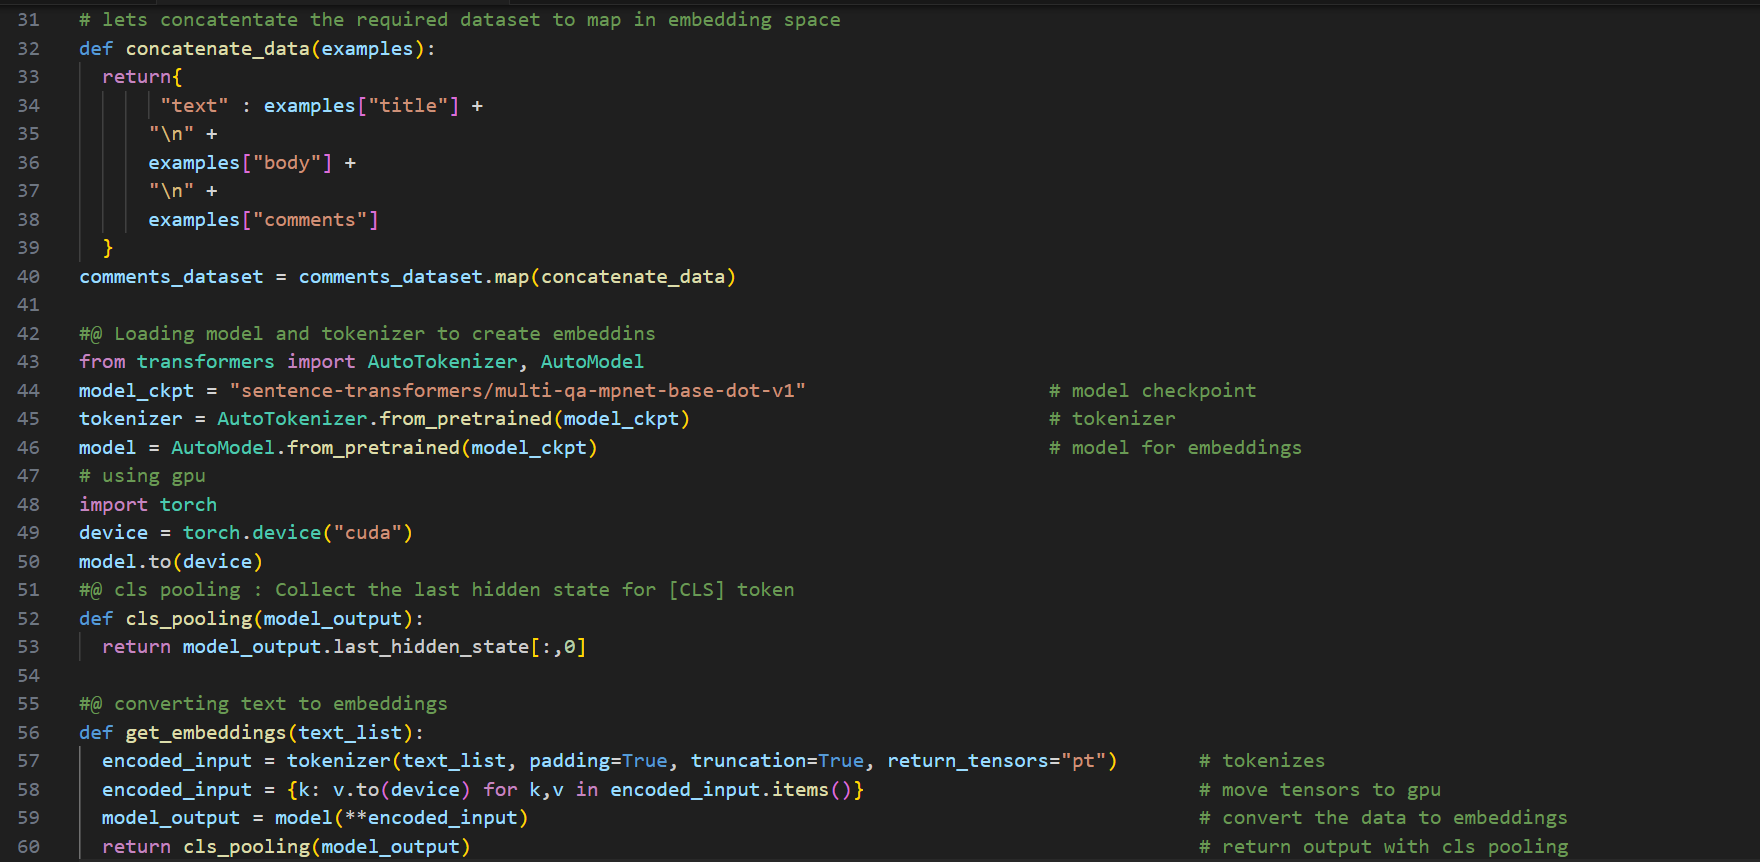 31 # lets concatentate the required dataset to map in embedding space
32 def concatenate_data(examples):
33 return{
34 "text" : examples["title"] +
35 "\n" +
36 examples["body"] +
37 "\n" +
38 examples["comments"]
39 }
40 comments_dataset = comments_dataset.map(concatenate_data)
41
42 #@ Loading model and tokenizer to create embeddins
43 from transformers import AutoTokenizer, AutoModel
44 model_ckpt = "sentence-transformers/multi-qa-mpnet-base-dot-v1" # model checkpoint
45 tokenizer = AutoTokenizer.from_pretrained(model_ckpt) # tokenizer
46 model = AutoModel.from_pretrained(model_ckpt) # model for embeddings
47 # using gpu
48 import torch
49 device = torch.device("cuda")
50 model.to(device)
51 #@ cls pooling : Collect the last hidden state for [CLS] token
52 def cls_pooling(model_output):
53 return model_output.last_hidden_state[:,0]
54
55 #@ converting text to embeddings
56 def get_embeddings(text_list):
57 encoded_input = tokenizer(text_list, padding=True, truncation=True, return_tensors="pt") # tokenizes
58 encoded_input = {k: v.to(device) for k,v in encoded_input.items()} # move tensors to gpu
59 model_output = model(**encoded_input) # convert the data to embeddings
60 return cls_pooling(model_output) # return output with cls pooling